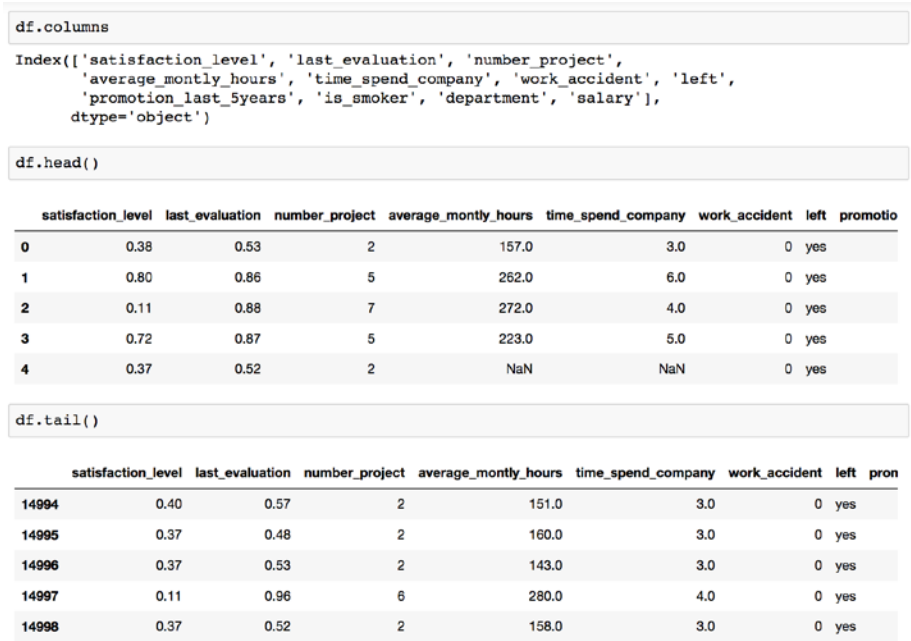 df.columns
Index(['satisfaction_level', 'last_evaluation', 'number_project',
'average_montly_hours', 'time_spend_company', 'work_accident', 'left',
'promotion_last_5years', 'is_smoker', 'department', 'salary'],
dtype='object')
df.head()
satisfaction_level last_evaluation number_project average_montly_hours time_spend_company work_accident left promotio
0 0.38 0.53 2 157.0 3.0 0 yes
1 0.80 0.86 5 262.0 6.0 0 yes
2 0.11 0.88 7 272.0 4.0 0 yes
3 0.72 0.87 5 223.0 5.0 0 yes
4 0.37 0.52 2 NaN NaN 0 yes
df.tail()
satisfaction_level last_evaluation number_project average_montly_hours time_spend_company work_accident left pron
14994 0.40 0.57 2 151.0 3.0 0 yes
14995 0.37 0.48 2 160.0 3.0 0 yes
14996 0.37 0.53 2 143.0 3.0 0 yes
14997 0.11 0.96 6 280.0 4.0 0 yes
14998 0.37 0.52 2 158.0 3.0 0 yes